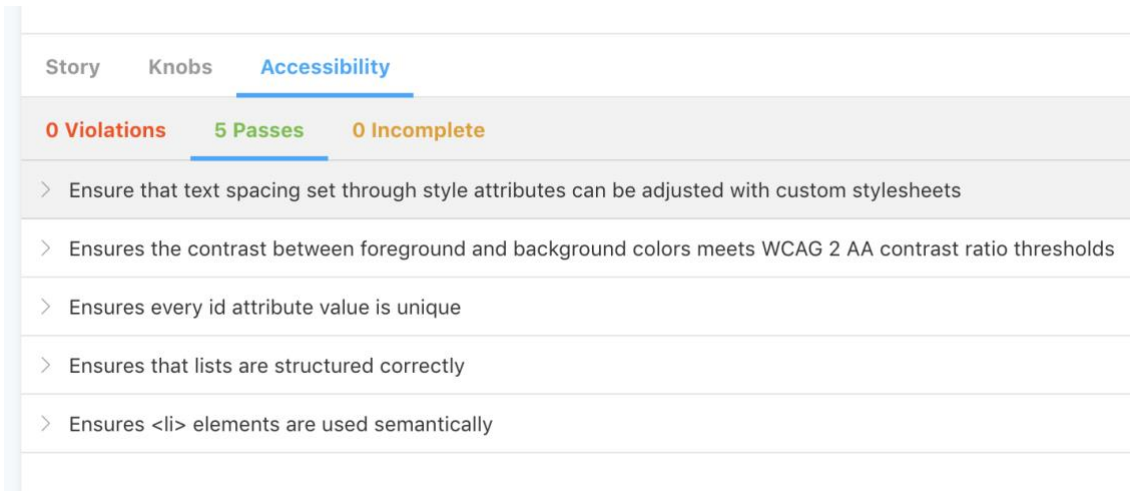 Story Knobs Accessibility
0 Violations 5 Passes 0 Incomplete
Ensure that text spacing set through style attributes can be adjusted with custom stylesheets
Ensures the contrast between foreground and background colors meets WCAG 2 AA contrast ratio thresholds
Ensures every id attribute value is unique
Ensures that lists are structured correctly
Ensures <li> elements are used semantically